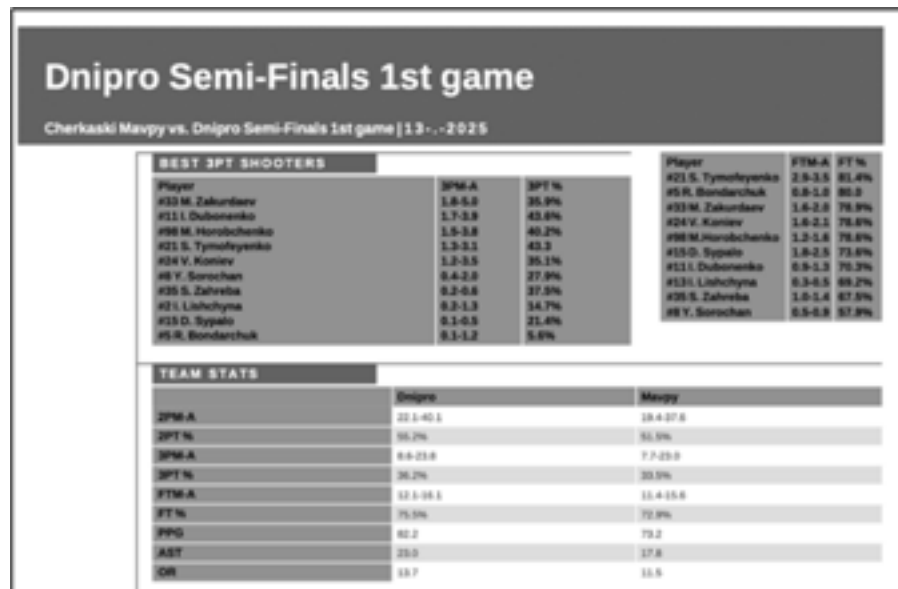 Dnipro Semi-Finals 1st game
Cherkaski Mavpy vs. Dnipro Semi-Finals 1st game | 13-.-2025
BEST 3PT SHOOTERS
Player 3PM-A 3PT %
#33 M. Zakurdaev 1.8-5.0 35.9%
#11 I. Dubonenko 1.7-3.9 43.6%
#98 M. Horobchenko 1.5-3.8 40.2%
#21 S. Tymofeyenko 1.3-3.1 43.3
#24 V. Koniev 1.2-3.5 35.1%
#8 Y. Sorochan 0.4-2.0 27.9%
#35 S. Zahreba 0.2-0.6 37.5%
#2 I. Lishchyna 0.2-1.3 14.7%
#15 D. Sypalo 0.1-0.5 21.4%
#5 R. Bondarchuk 0.1-1.2 5.6%
Player FTM-A FT %
#21 S. Tymofeyenko 2.9-3.5 81.4%
#5 R. Bondarchuk 0.8-1.0 80.0
#33 M. Zakurdaev 1.6-2.0 78.9%
#24 V. Koniev 1.6-2.1 78.6%
#98 M.Horobchenko 1.2-1.6 78.6%
#15 D. Sypalo 1.8-2.5 73.6%
#11 I. Dubonenko 0.9-1.3 70.3%
#13 I. Lishchyna 0.3-0.5 69.2%
#35 S. Zahreba 1.0-1.4 67.5%
#8 Y. Sorochan 0.5-0.9 57.9%
TEAM STATS
Dnipro Mavpy
2PM-A 22.1-40.1 19.4-37.6
2PT % 55.2% 51.5%
3PM-A 8.6-23.8 7.7-23.0
3PT % 36.2% 33.5%
FTM-A 12.1-16.1 11.4-15.6
FT % 75.5% 72.9%
PPG 82.2 73.2
AST 23.0 17.8
OR 13.7 11.5